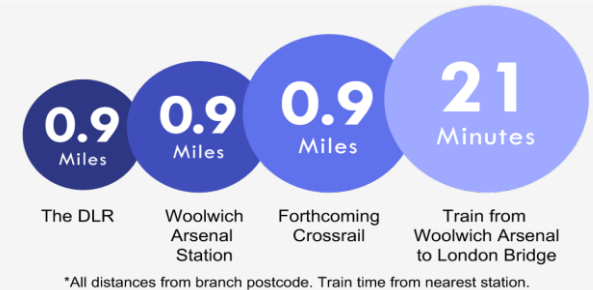 0.9
Miles
0.9
Miles
0.9
Miles
21
Minutes
The DLR
Woolwich
Arsenal
Station
Forthcoming
Crossrail
Train from
Woolwich Arsenal
to London Bridge
*All distances from branch postcode. Train time from nearest station.